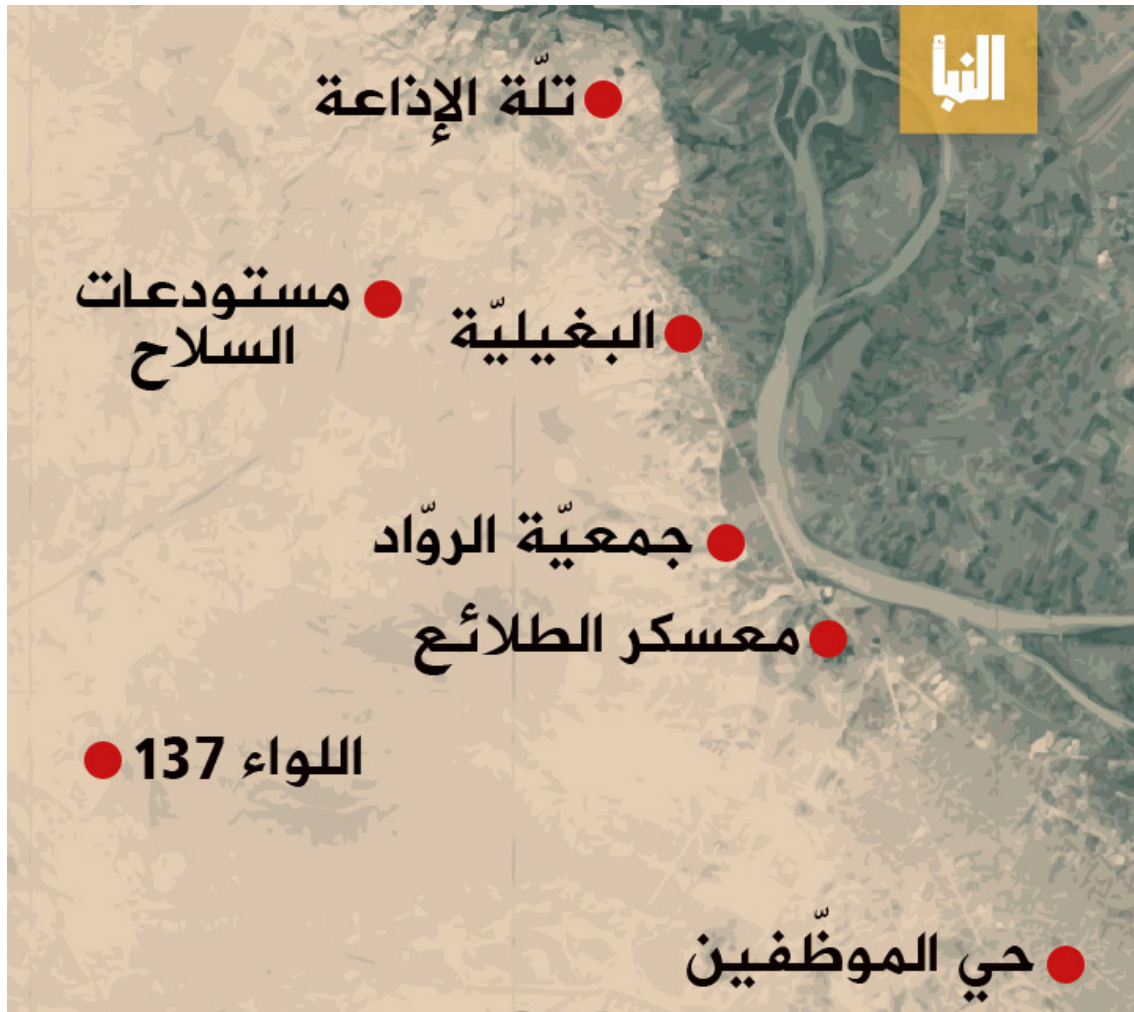 النبأ
تلّة الإذاعة
مستودعات
السلاح
البغيليّة
جمعيّة الروّاد
معسكر الطلائع
اللواء 137
حي الموظّفين